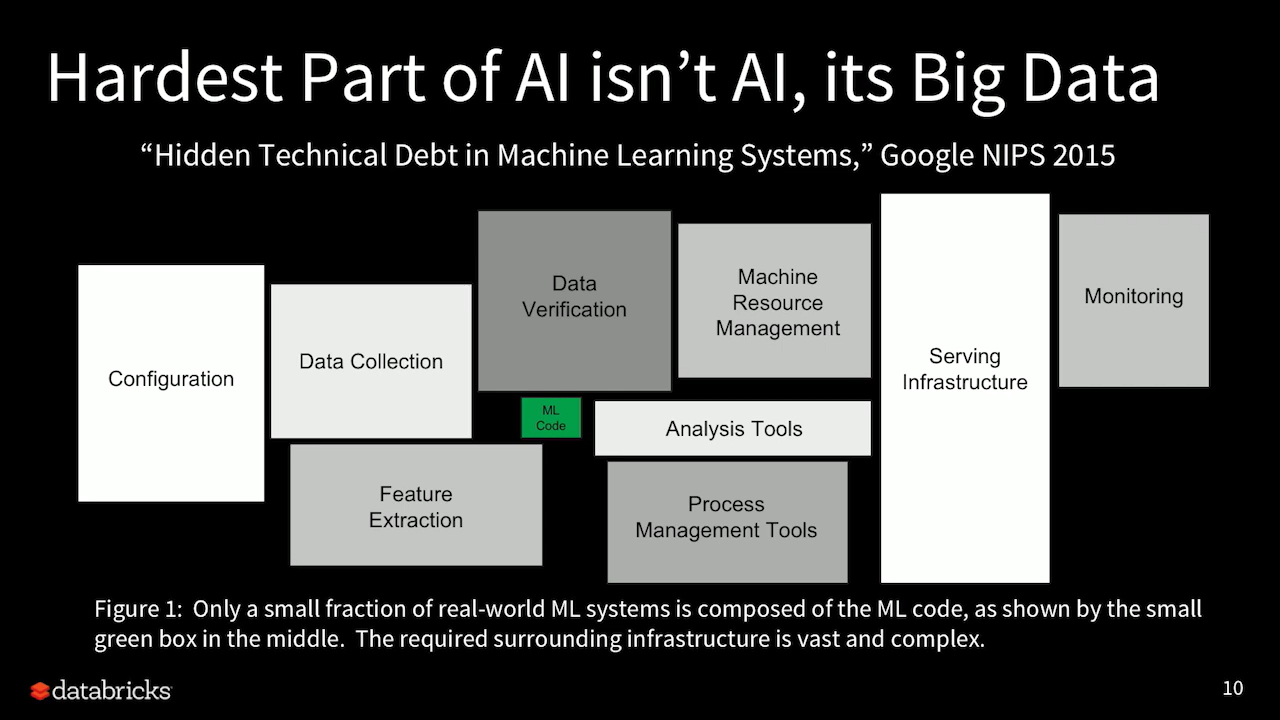 Hardest Part of AI isn’t AI, its Big Data
“Hidden Technical Debt in Machine Learning Systems,” Google NIPS 2015
Configuration
Data Collection
Data
Verification
Machine
Resource
Management
Serving
Infrastructure
Monitoring
ML
Code
Analysis Tools
Feature
Extraction
Process
Management Tools
Figure 1: Only a small fraction of real-world ML systems is composed of the ML code, as shown by the small
green box in the middle. The required surrounding infrastructure is vast and complex.
databricks
10